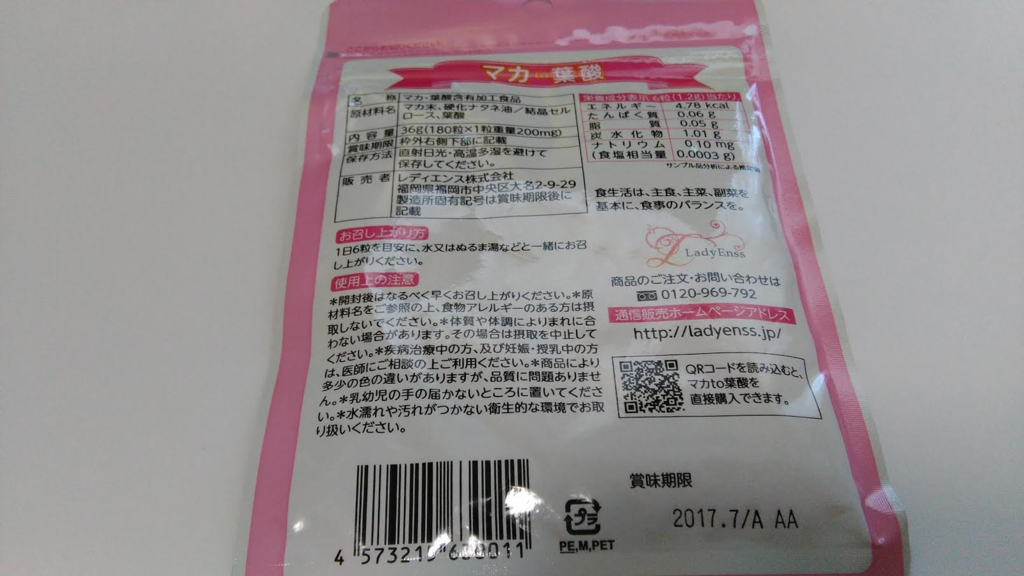 マカto葉酸
名称 マカ・葉酸含有加工食品
原材料名 マカ末、硬化ナタネ油/結晶セル
ロース、葉酸
内容量 36g(180粒×1粒重量200mg)
賞味期限 枠外右側下部に記載
保存方法 直射日光・高温多湿を避けて
保存してください。
販売者 レディエンス株式会社
福岡県福岡市中央区大名2-9-29
製造所固有記号は賞味期限後に
記載
栄養成分表示 6粒(1.2g)当たり
エネルギー 4.78 kcal
たんぱく質 0.06 g
脂質 0.05 g
炭水化物 1.01 g
ナトリウム 0.10 mg
(食塩相当量 0.0003 g)
サンプル品分析による推定値
食生活は、主食、主菜、副菜を
基本に、食事のバランスを。
お召し上がり方
1日6粒を目安に、水又はぬるま湯などと一緒にお召
し上がりください。
使用上の注意
*開封後はなるべく早くお召し上がりください。*原
材料名をご参照の上、食物アレルギーのある方は摂
取しないでください。*体質や体調によりまれに合
わない場合があります。その場合は摂取を中止して
ください。*疾病治療中の方、及び妊娠・授乳中の方
は、医師にご相談の上ご利用ください。*商品により
多少の色の違いがありますが、品質に問題ありませ
ん。*乳幼児の手の届かないところに置いてくださ
い。*水濡れや汚れがつかない衛生的な環境でお取
り扱いください。
LadyEnss
商品のご注文・お問い合わせは
0120-969-792
通信販売ホームページアドレス
http://ladyenss.jp/
QRコードを読み込むと、
マカto葉酸を
直接購入できます。
賞味期限
2017.7/A AA
プラ
PE,M,PET